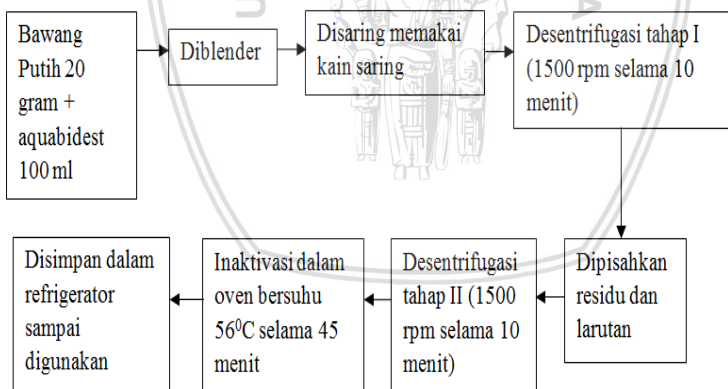 Bawang
Putih 20
gram +
aquabidest
100 ml
Diblender
Disaring memakai
kain saring
Desentrifugasi tahap I
(1500 rpm selama 10
menit)
Dipisahkan
residu dan
larutan
Desentrifugasi
tahap II (1500
rpm selama 10
menit)
Inaktivasi dalam
oven bersuhu
56⁰C selama 45
menit
Disimpan dalam
refrigerator
sampai
digunakan